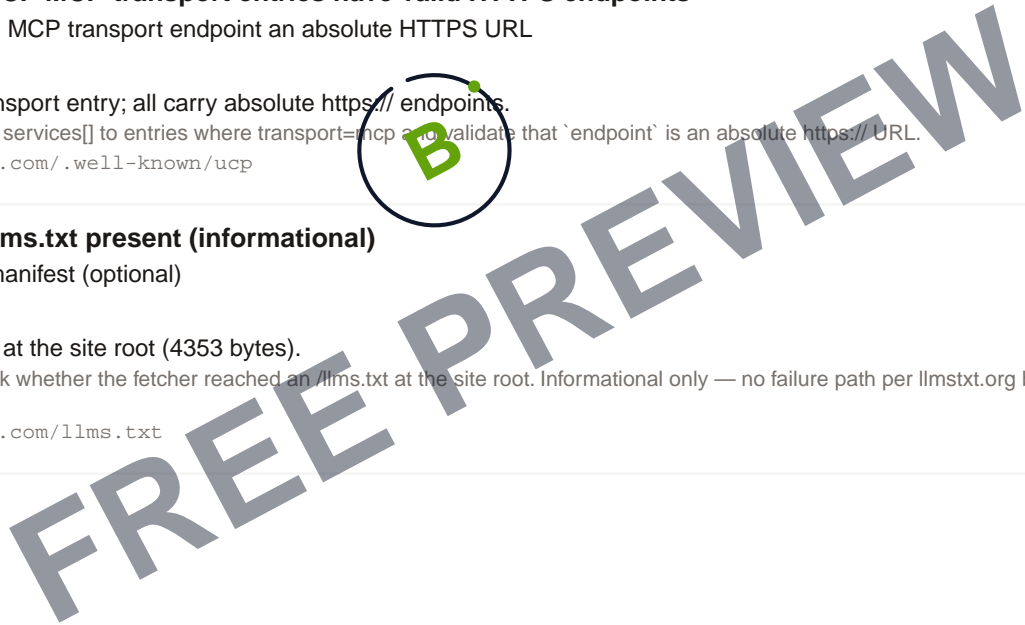 MCP transport endpoint an absolute HTTPS URL
nsport entry; all carry absolute https:// endpoints.
services[] to entries where transport=mcp and validate that `endpoint` is an absolute https:// URL.
.com/.well-known/ucp
B
ms.txt present (informational)
manifest (optional)
at the site root (4353 bytes).
k whether the fetcher reached an /llms.txt at the site root. Informational only — no failure path per llmstxt.org
.com/llms.txt
FREE PREVIEW